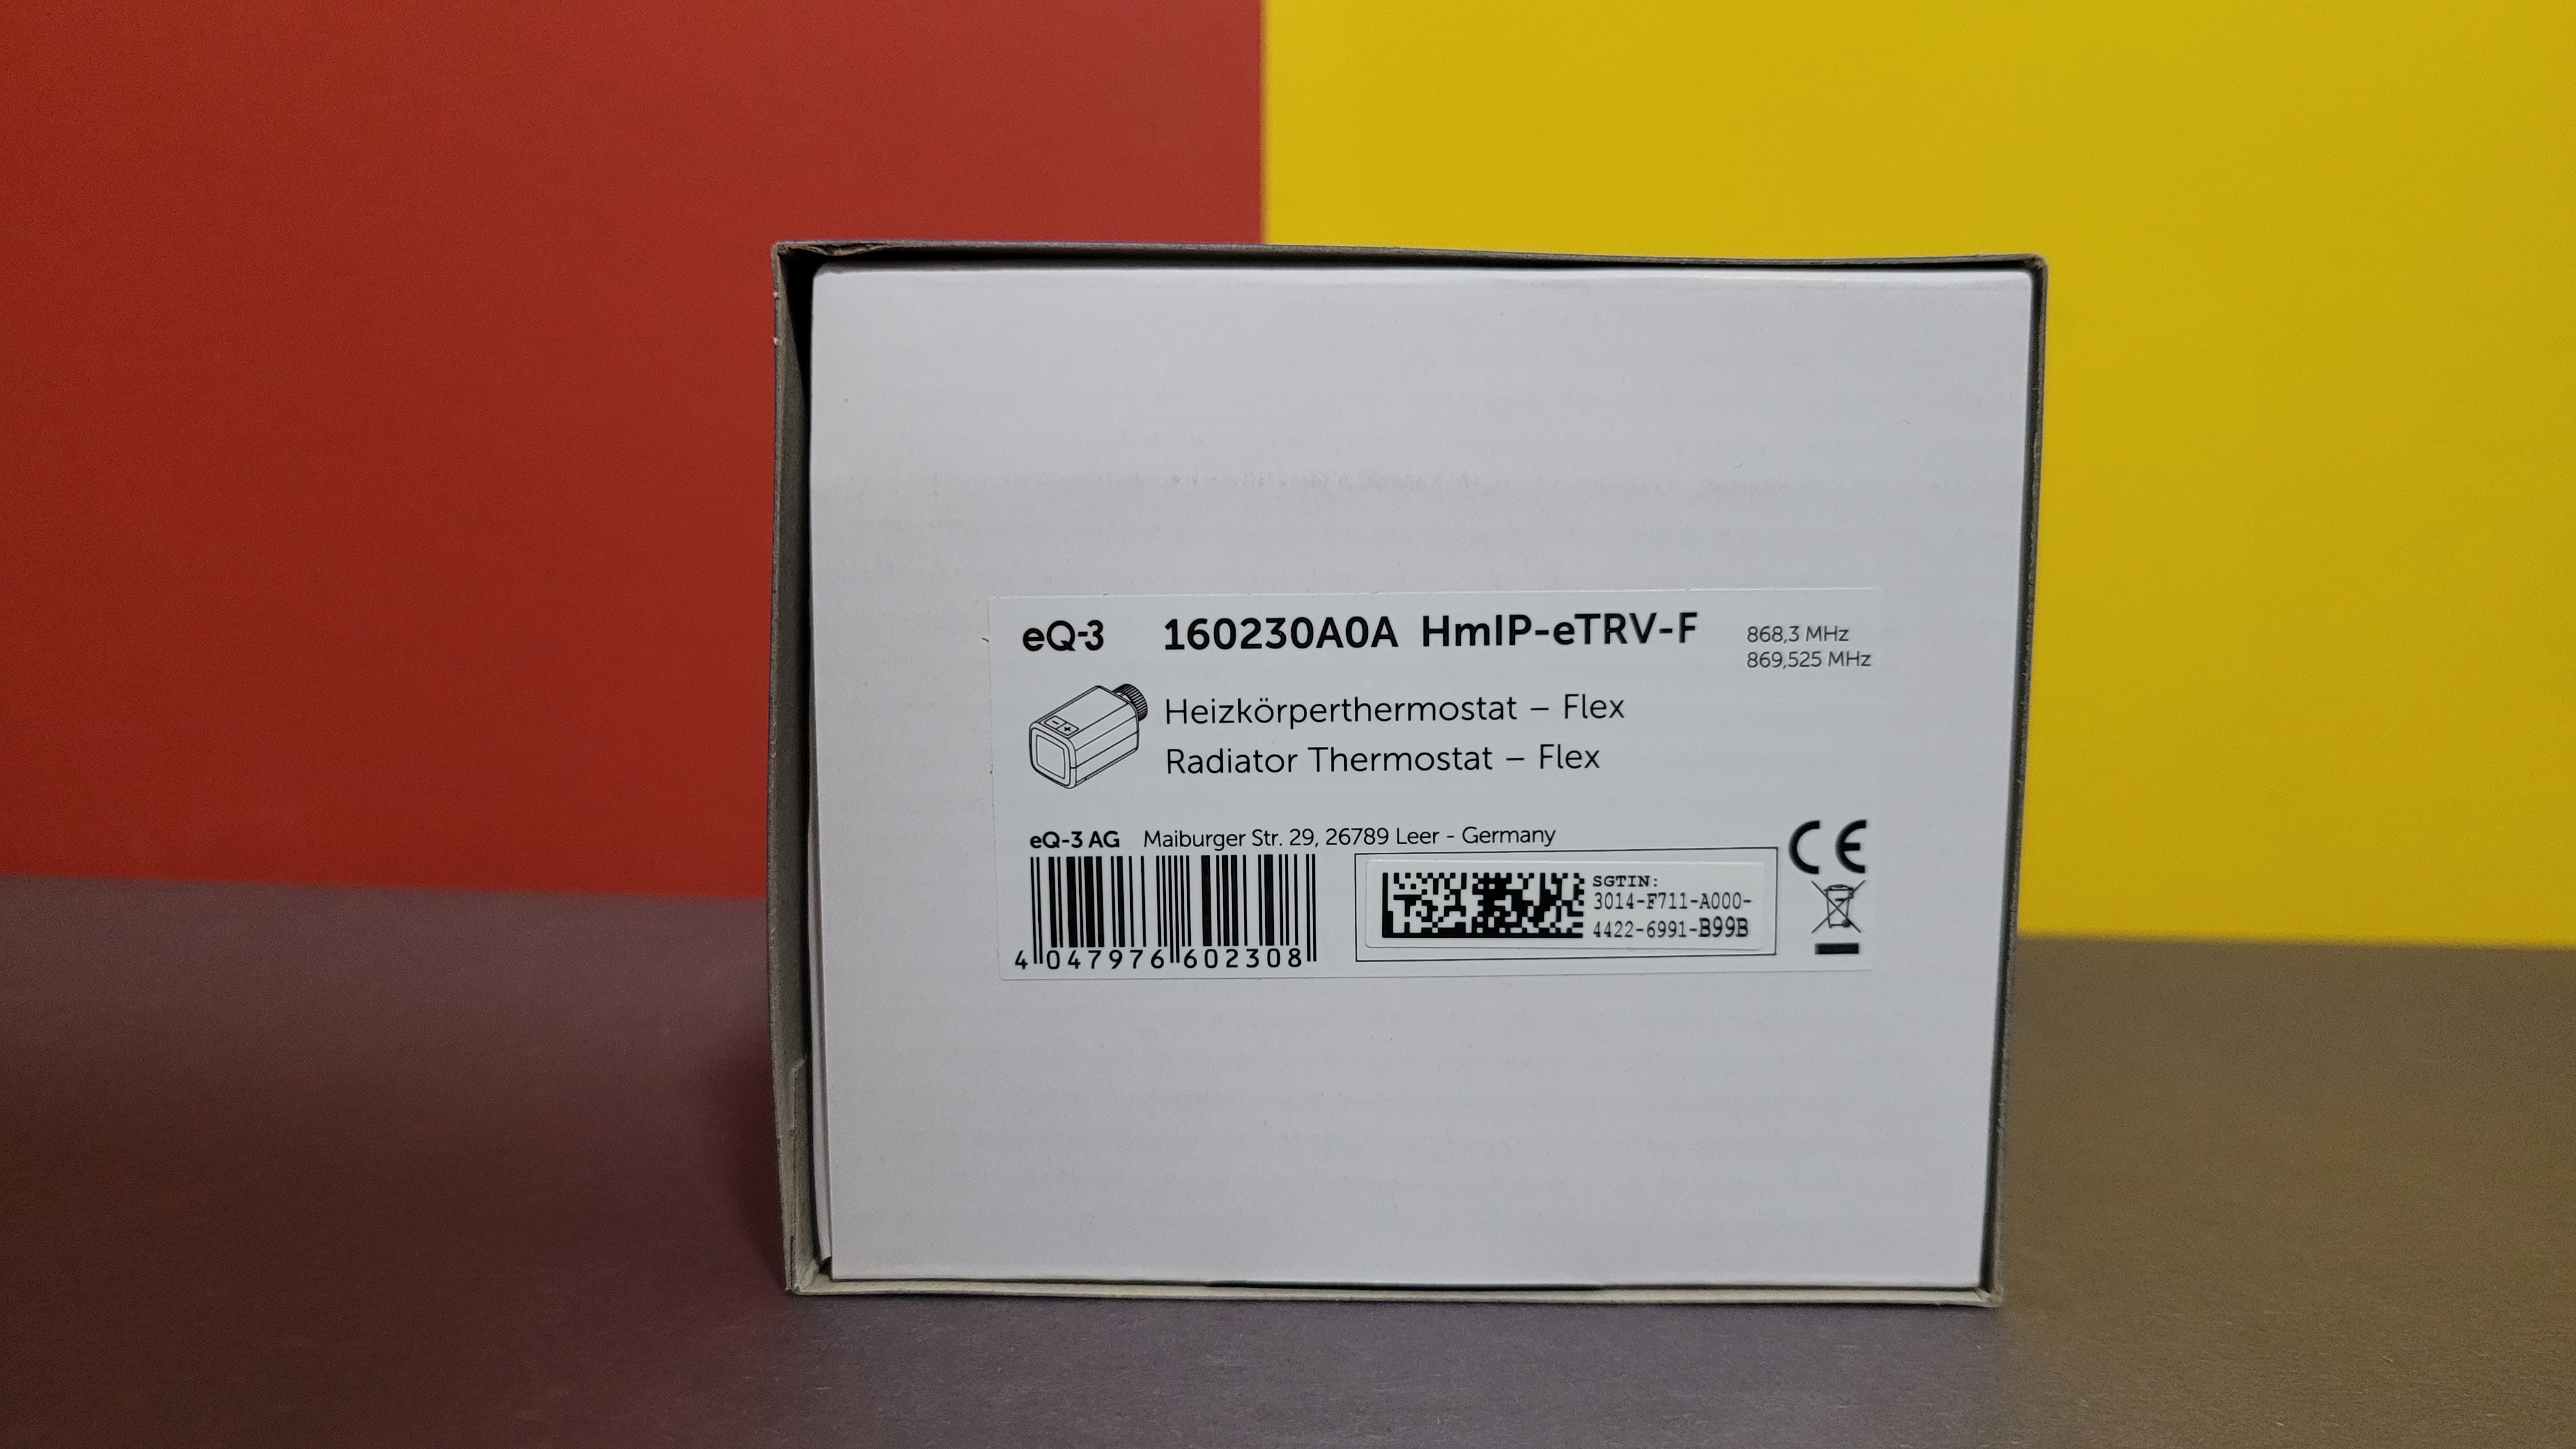 eQ-3 160230A0A HmIP-eTRV-F 868,3 MHz
869,525 MHz
Heizkörperthermostat – Flex
Radiator Thermostat – Flex
eQ-3 AG Maiburger Str. 29, 26789 Leer - Germany
CE
SGTIN:
3014-F711-A000-
4422-6991-B99B
4 047976 602308